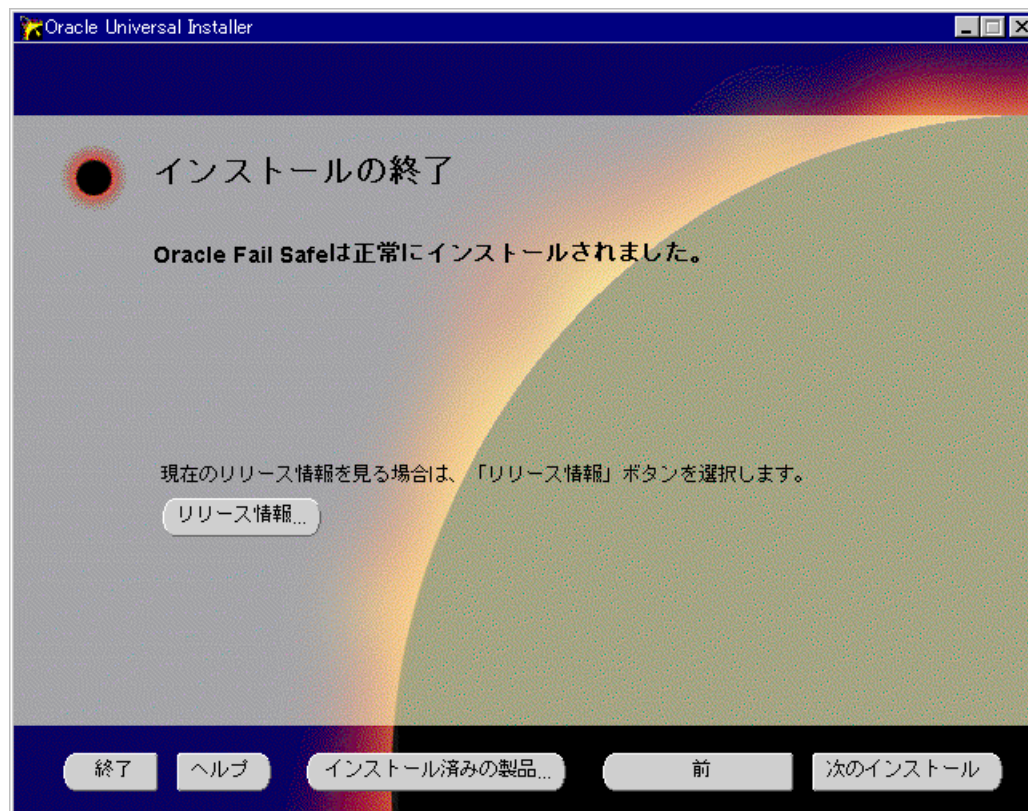 Oracle Universal Installer
インストールの終了
Oracle Fail Safeは正常にインストールされました。
現在のリリース情報を見る場合は、「リリース情報」ボタンを選択します。
リリース情報...
終了 ヘルプ インストール済みの製品... 前 次のインストール